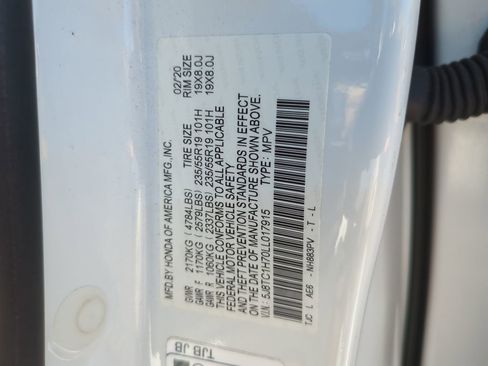 MFD.BY HONDA OF AMERICA MFG.,INC. 02/20
TIRE SIZE RIM SIZE
GVWR 2170KG ( 4784LBS)
GAWR F 1170KG ( 2579LBS) 235/55R19 101H 19X8.0J
GAWR R 1060KG ( 2337LBS) 235/55R19 101H 19X8.0J
THIS VEHICLE CONFORMS TO ALL APPLICABLE
FEDERAL MOTOR VEHICLE SAFETY
AND THEFT PREVENTION STANDARDS IN EFFECT
ON THE DATE OF MANUFACTURE SHOWN ABOVE.
V.I.N.: 5J8TC1H70LL017915 TYPE: MPV
TJC L AE6 - NH883PV - T - L
TJB JB